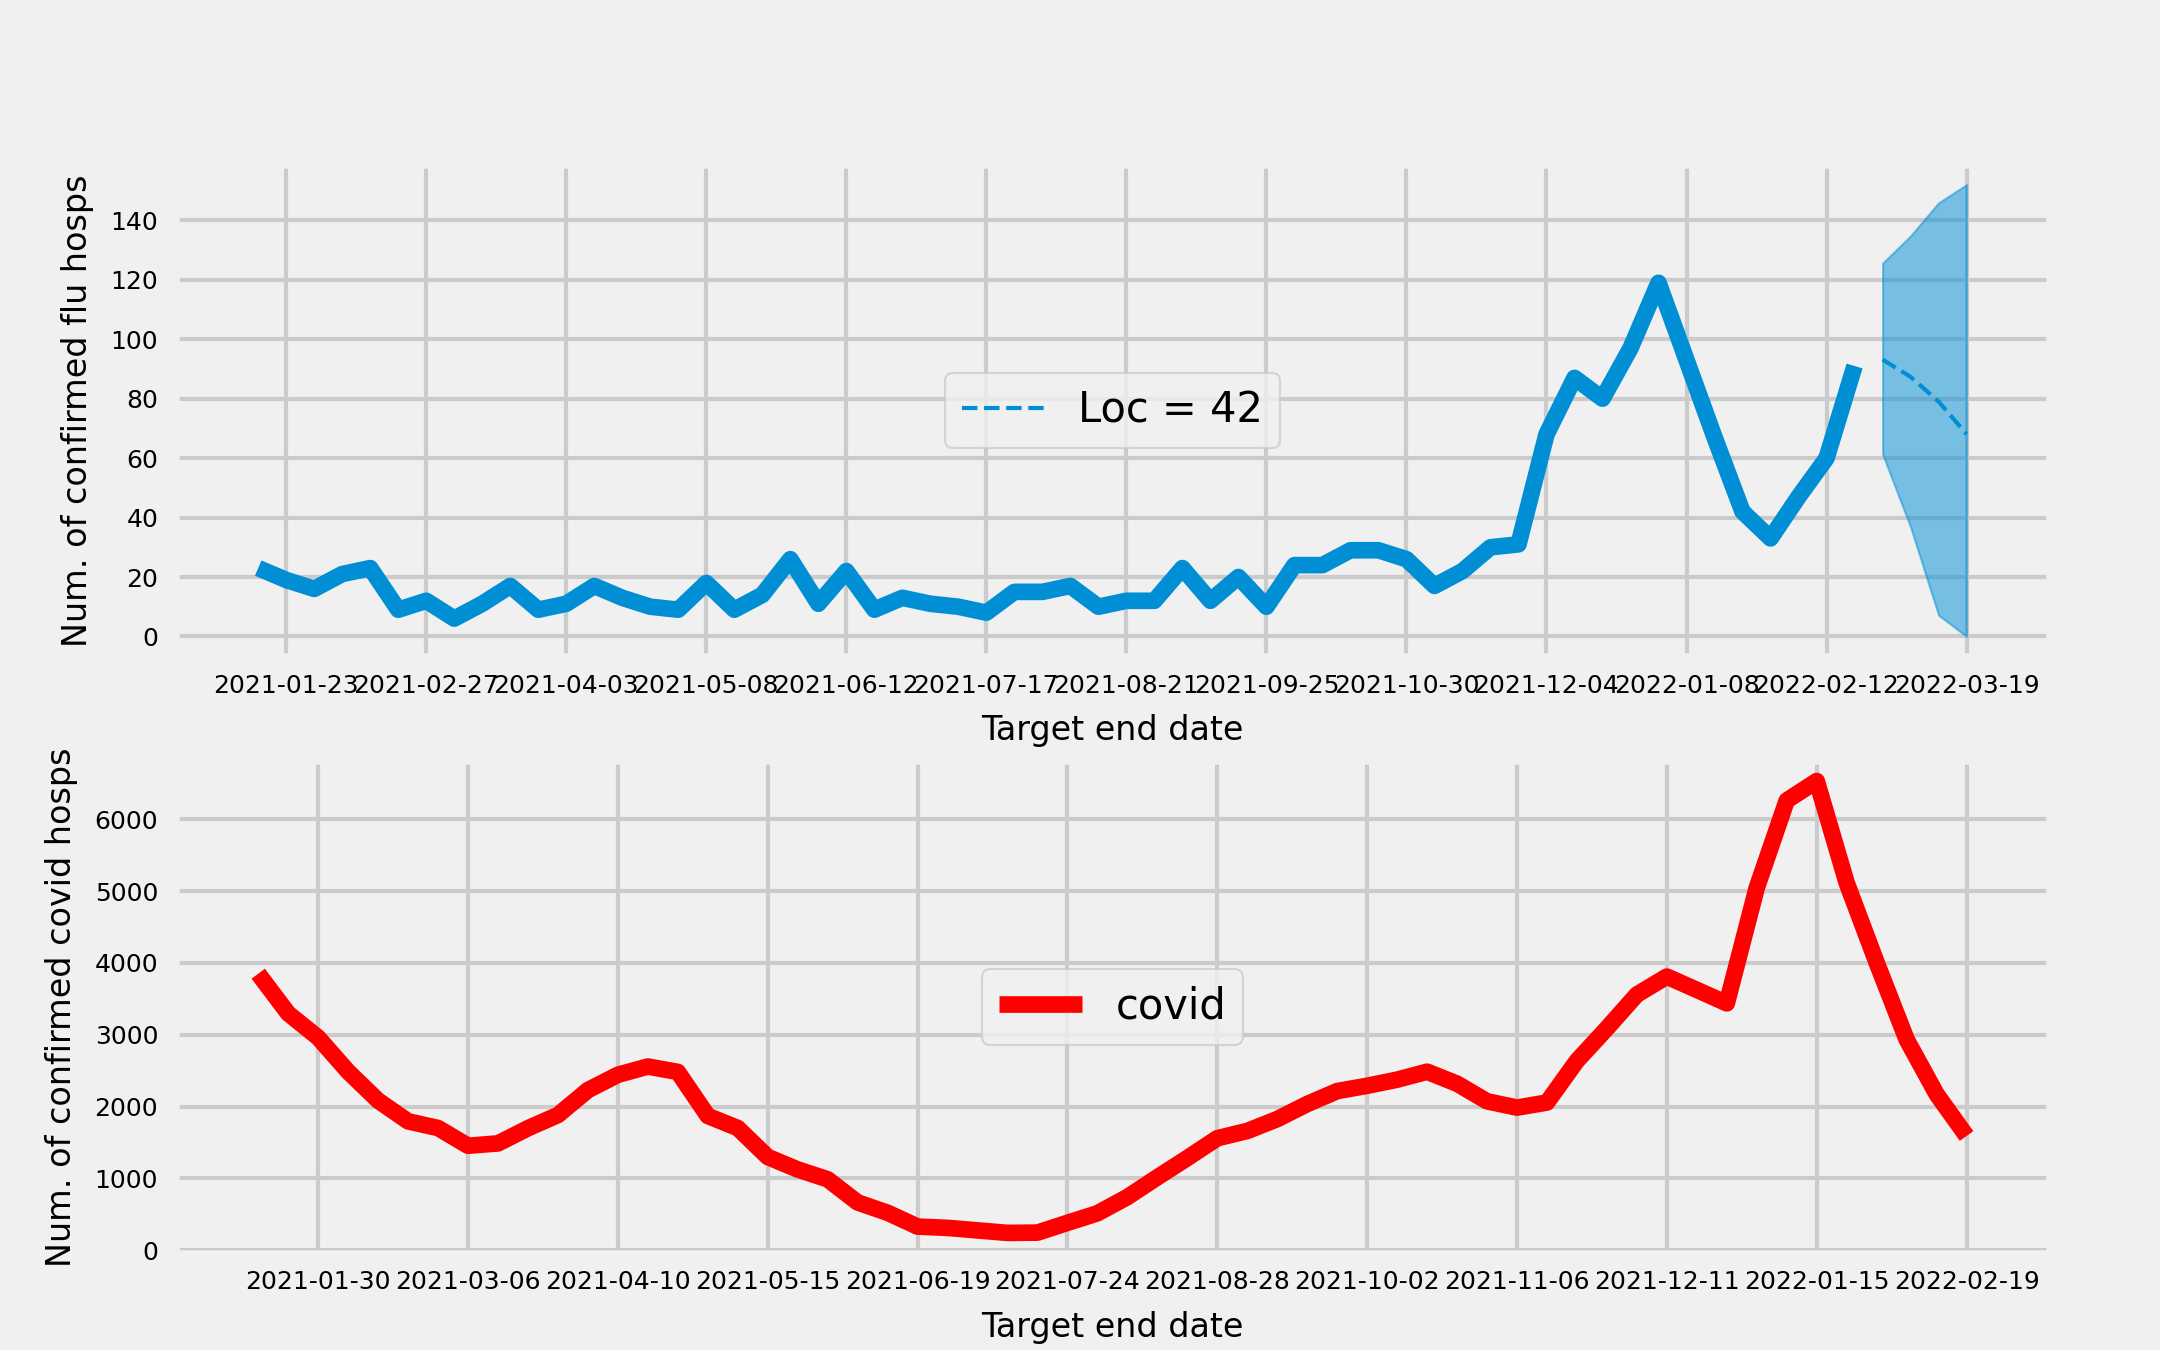 Num. of confirmed flu hosps
140
120
100
80
60
40
20
0
Loc = 42
2021-01-23 2021-02-27 2021-04-03 2021-05-08 2021-06-12 2021-07-17 2021-08-21 2021-09-25 2021-10-30 2021-12-04 2022-01-08 2022-02-12 2022-03-19
Target end date
Num. of confirmed covid hosps
6000
5000
4000
3000
2000
1000
0
covid
2021-01-30 2021-03-06 2021-04-10 2021-05-15 2021-06-19 2021-07-24 2021-08-28 2021-10-02 2021-11-06 2021-12-11 2022-01-15 2022-02-19
Target end date